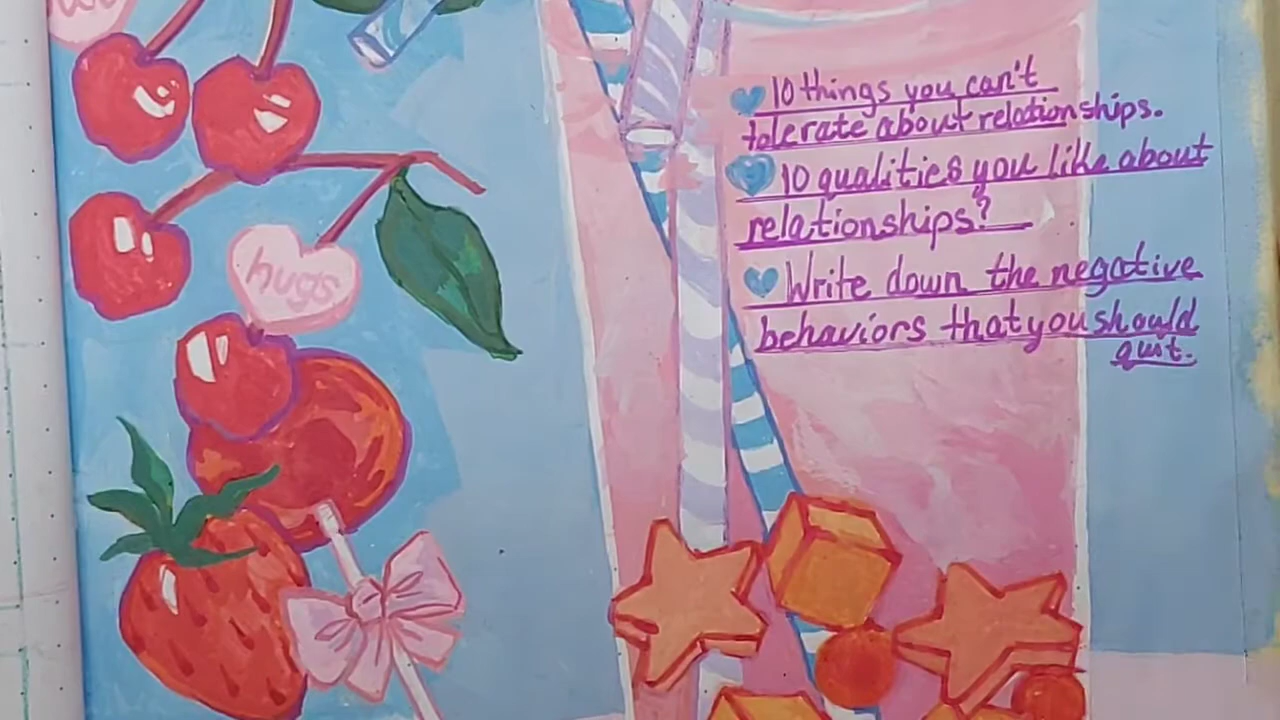 hugs
10 things you can't
tolerate about relationships.
10 qualities you like about
relationships?
Write down the negative
behaviors that you should
quit.